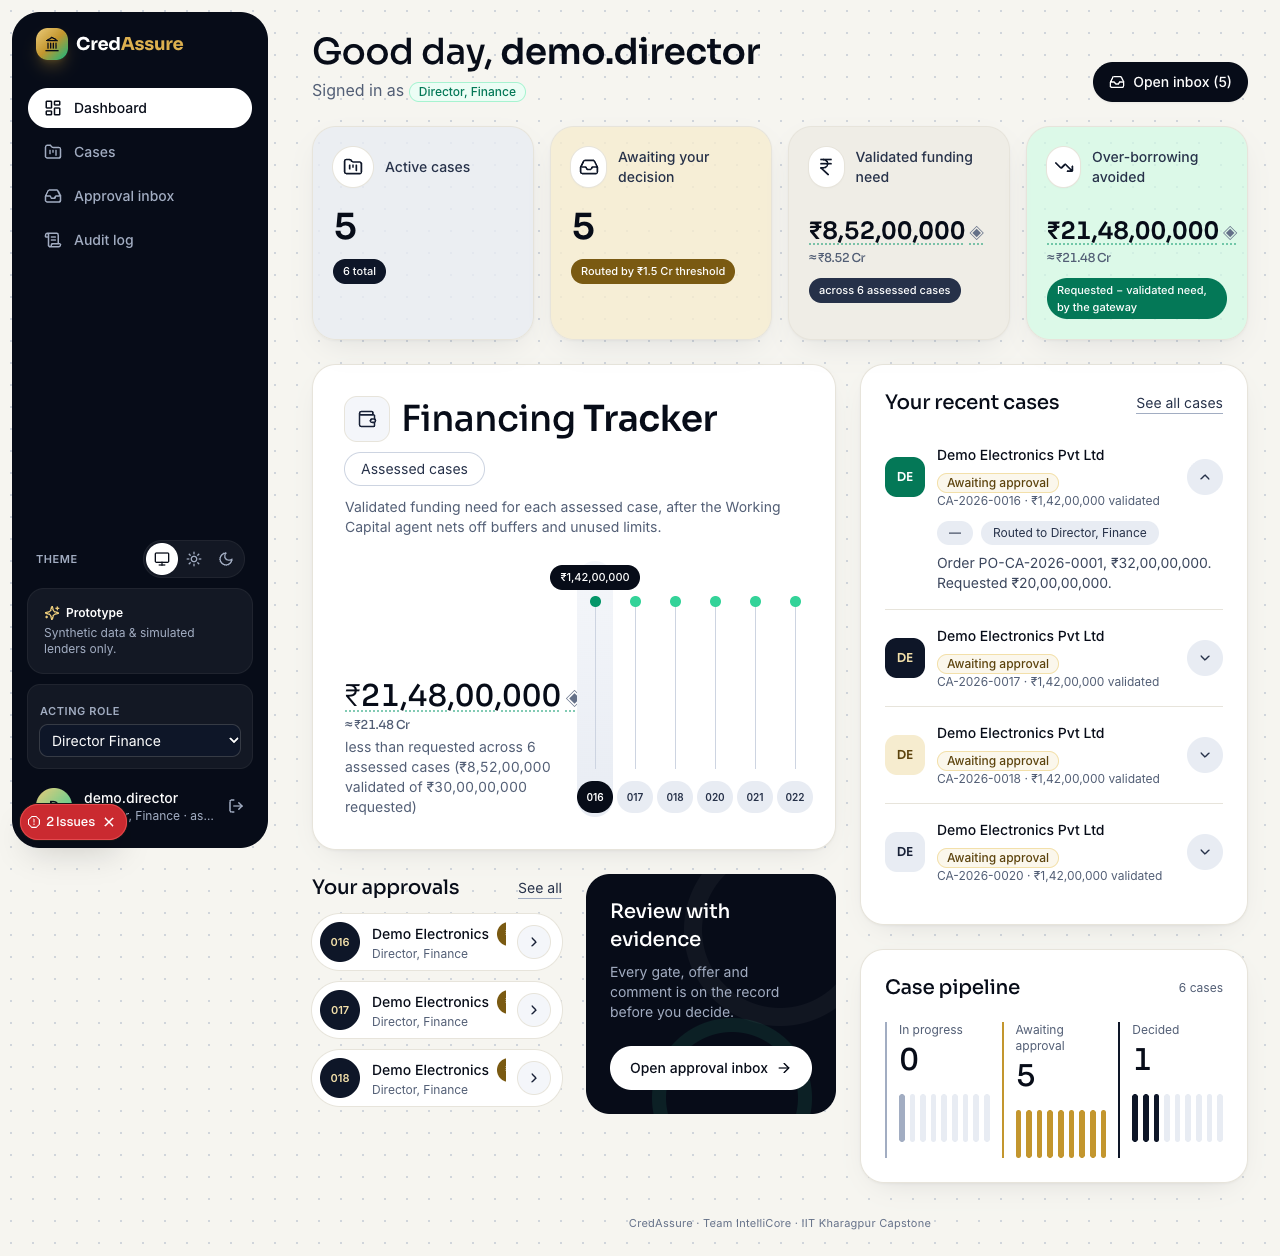 CredAssure
Dashboard
Cases
Approval inbox
Audit log
THEME
Prototype
Synthetic data & simulated
lenders only.
ACTING ROLE
Director Finance
demo.director
r, Finance · as…
2 Issues
Good day, demo.director
Signed in as Director, Finance
Open inbox (5)
Active cases
5
6 total
Awaiting your
decision
5
Routed by ₹1.5 Cr threshold
Validated funding
need
₹8,52,00,000
≈₹8.52 Cr
across 6 assessed cases
Over-borrowing
avoided
₹21,48,00,000
≈₹21.48 Cr
Requested − validated need,
by the gateway
Financing Tracker
Assessed cases
Validated funding need for each assessed case, after the Working
Capital agent nets off buffers and unused limits.
₹1,42,00,000
₹21,48,00,000
≈₹21.48 Cr
less than requested across 6
assessed cases (₹8,52,00,000
validated of ₹30,00,00,000
requested)
016 017 018 020 021 022
Your recent cases
See all cases
DE
Demo Electronics Pvt Ltd
Awaiting approval
CA-2026-0016 · ₹1,42,00,000 validated
—
Routed to Director, Finance
Order PO-CA-2026-0001, ₹32,00,00,000.
Requested ₹20,00,00,000.
DE
Demo Electronics Pvt Ltd
Awaiting approval
CA-2026-0017 · ₹1,42,00,000 validated
DE
Demo Electronics Pvt Ltd
Awaiting approval
CA-2026-0018 · ₹1,42,00,000 validated
DE
Demo Electronics Pvt Ltd
Awaiting approval
CA-2026-0020 · ₹1,42,00,000 validated
Your approvals
See all
016
Demo Electronics
Director, Finance
017
Demo Electronics
Director, Finance
018
Demo Electronics
Director, Finance
Review with
evidence
Every gate, offer and
comment is on the record
before you decide.
Open approval inbox
Case pipeline
6 cases
In progress
0
Awaiting
approval
5
Decided
1
CredAssure · Team IntelliCore · IIT Kharagpur Capstone